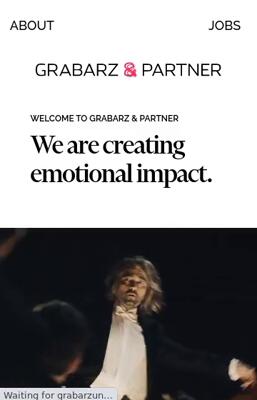 ABOUT JOBS
GRABARZ & PARTNER
WELCOME TO GRABARZ & PARTNER
We are creating
emotional impact.
Waiting for grabarzun...